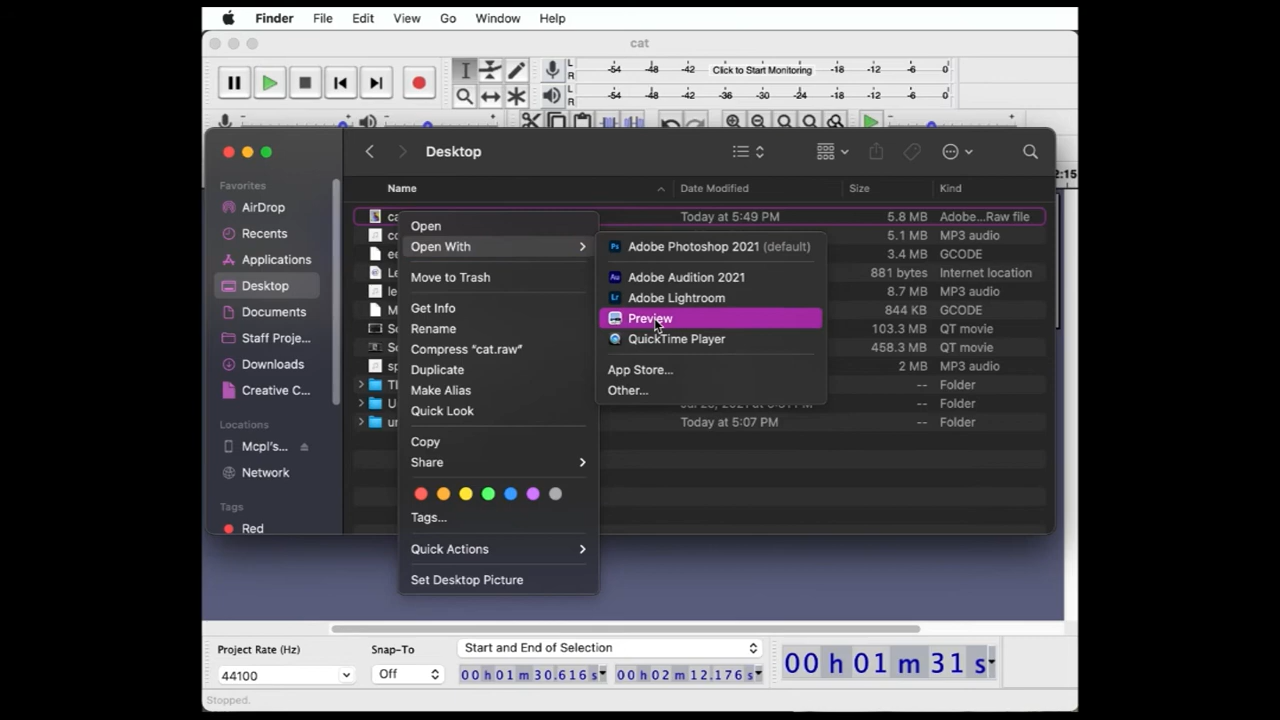 Finder File Edit View Go Window Help
cat
L
R
-54 -48 -42 Click to Start Monitoring -18 -12 -6 0
L
R
-54 -48 -42 -36 -30 -24 -18 -12 -6 0
Desktop
2:15
Favorites
AirDrop
Recents
Applications
Desktop
Documents
Staff Proje...
Downloads
Creative C...
Locations
Mcpl's...
Network
Tags
Red
Name Date Modified Size Kind
Today at 5:49 PM 5.8 MB Adobe...Raw file
5.1 MB MP3 audio
3.4 MB GCODE
881 bytes Internet location
8.7 MB MP3 audio
844 KB GCODE
103.3 MB QT movie
458.3 MB QT movie
2 MB MP3 audio
-- Folder
-- Folder
Today at 5:07 PM -- Folder
Open
Open With
Move to Trash
Get Info
Rename
Compress “cat.raw”
Duplicate
Make Alias
Quick Look
Copy
Share
Tags...
Quick Actions
Set Desktop Picture
Ps Adobe Photoshop 2021 (default)
Au Adobe Audition 2021
Lr Adobe Lightroom
Preview
QuickTime Player
App Store...
Other...
Project Rate (Hz) Snap-To Start and End of Selection
44100 Off 00 h 01 m 30.616 s 00 h 02 m 12.176 s
00 h 01 m 31 s
Stopped.